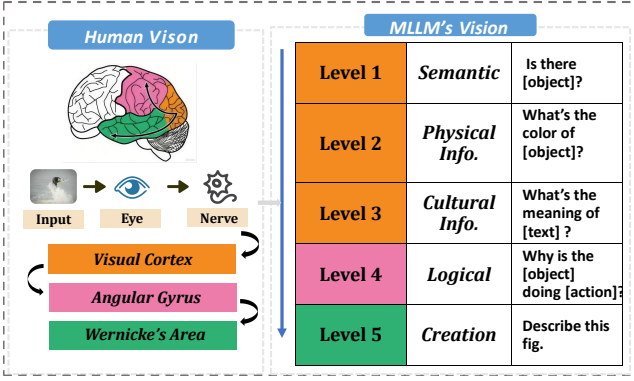 Human Vison
Input
Eye
Nerve
Visual Cortex
Angular Gyrus
Wernicke's Area
MLLM's Vision
Level 1
Semantic
Is there
[object]?
Level 2
Physical
Info.
What's the
color of
[object]?
Level 3
Cultural
Info.
What's the
meaning of
[text] ?
Level 4
Logical
Why is the
[object]
doing [action]?
Level 5
Creation
Describe this
fig.